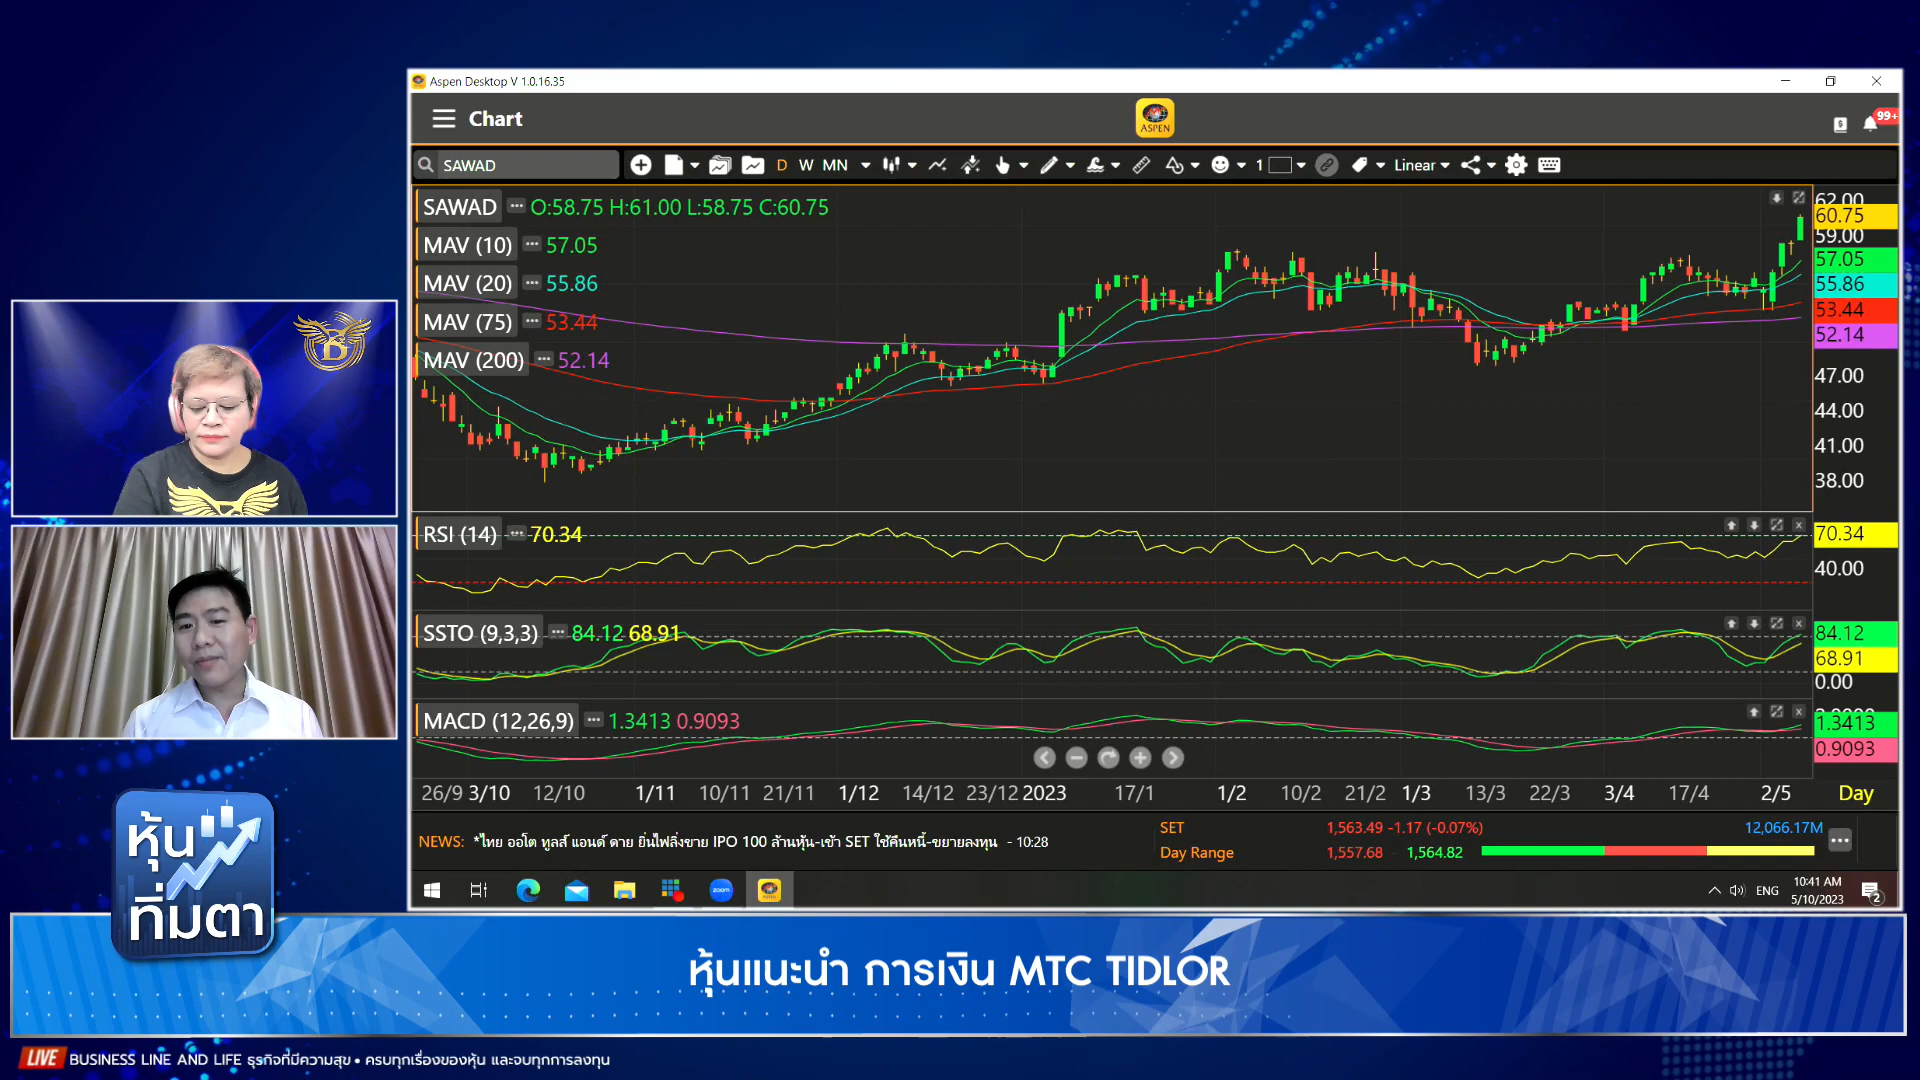 Aspen Desktop V 1.0.16.35
Chart
ASPEN
99+
SAWAD
D W MN
1
Linear
SAWAD O:58.75 H:61.00 L:58.75 C:60.75
MAV (10) 57.05
MAV (20) 55.86
MAV (75) 53.44
MAV (200) 52.14
62.00
60.75
59.00
57.05
55.86
53.44
52.14
47.00
44.00
41.00
38.00
RSI (14) 70.34
70.34
40.00
SSTO (9,3,3) 84.12 68.91
84.12
68.91
0.00
MACD (12,26,9) 1.3413 0.9093
1.3413
0.9093
26/9 3/10 12/10 1/11 10/11 21/11 1/12 14/12 23/12 2023 17/1 1/2 10/2 21/2 1/3 13/3 22/3 3/4 17/4 2/5 Day
NEWS: *ไทย ออโต ทูลส์ แอนด์ ดาย ยื่นไฟลิ่งขาย IPO 100 ล้านหุ้น-เข้า SET ใช้คืนหนี้-ขยายลงทุน - 10:28
SET 1,563.49 -1.17 (-0.07%) 12,066.17M
Day Range 1,557.68 - 1,564.82
zoom
ENG
10:41 AM
5/10/2023
2
หุ้น
ทิ่มตา
หุ้นแนะนำ การเงิน MTC TIDLOR
LIVE BUSINESS LINE AND LIFE ธุรกิจที่มีความสุข • ครบทุกเรื่องของหุ้น และจบทุกการลงทุน